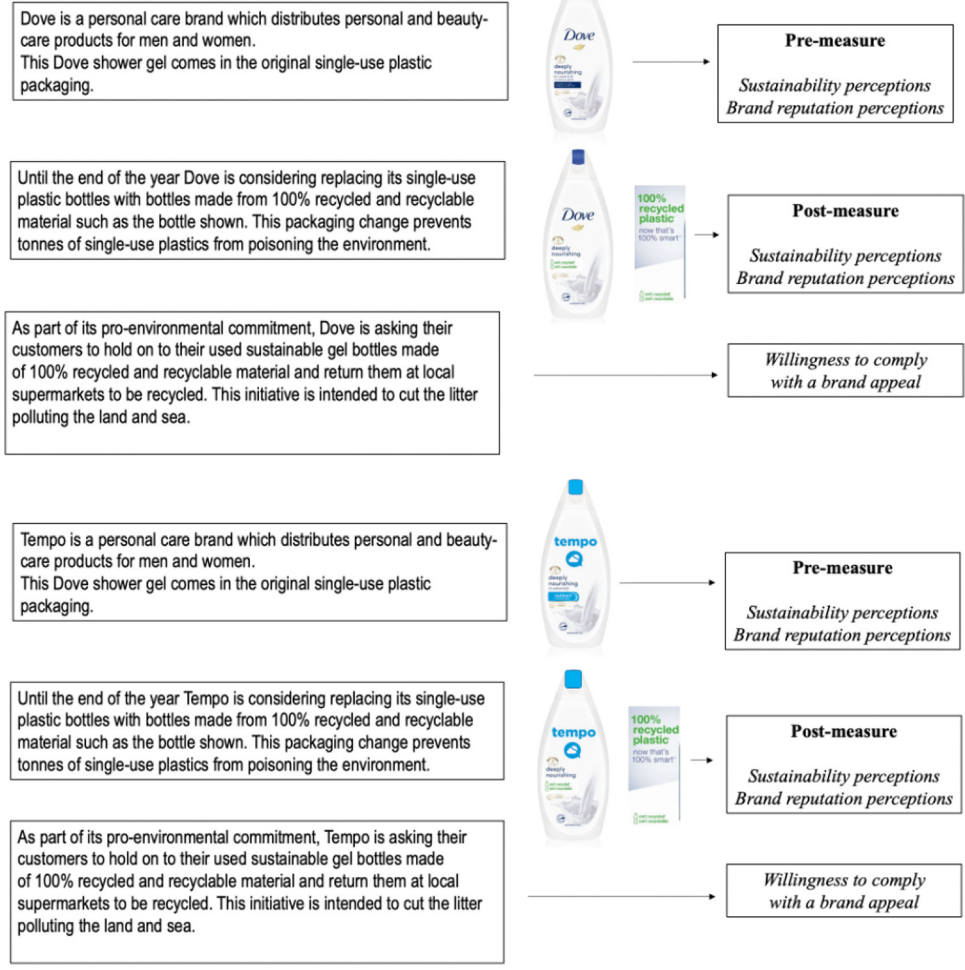 Dove is a personal care brand which distributes personal and beauty-
care products for men and women.
This Dove shower gel comes in the original single-use plastic
packaging.
Dove
deeply
nourishing
Pre-measure
Sustainability perceptions
Brand reputation perceptions
Until the end of the year Dove is considering replacing its single-use
plastic bottles with bottles made from 100% recycled and recyclable
material such as the bottle shown. This packaging change prevents
tonnes of single-use plastics from poisoning the environment.
Dove
deeply
nourishing
100%
recycled
plastic
now that's
100% smart
Post-measure
Sustainability perceptions
Brand reputation perceptions
As part of its pro-environmental commitment, Dove is asking their
customers to hold on to their used sustainable gel bottles made
of 100% recycled and recyclable material and return them at local
supermarkets to be recycled. This initiative is intended to cut the litter
polluting the land and sea.
Willingness to comply
with a brand appeal
Tempo is a personal care brand which distributes personal and beauty-
care products for men and women.
This Dove shower gel comes in the original single-use plastic
packaging.
tempo
deeply
nourishing
Pre-measure
Sustainability perceptions
Brand reputation perceptions
Until the end of the year Tempo is considering replacing its single-use
plastic bottles with bottles made from 100% recycled and recyclable
material such as the bottle shown. This packaging change prevents
tonnes of single-use plastics from poisoning the environment.
tempo
deeply
nourishing
100%
recycled
plastic
now that's
100% smart
Post-measure
Sustainability perceptions
Brand reputation perceptions
As part of its pro-environmental commitment, Tempo is asking their
customers to hold on to their used sustainable gel bottles made
of 100% recycled and recyclable material and return them at local
supermarkets to be recycled. This initiative is intended to cut the litter
polluting the land and sea.
Willingness to comply
with a brand appeal